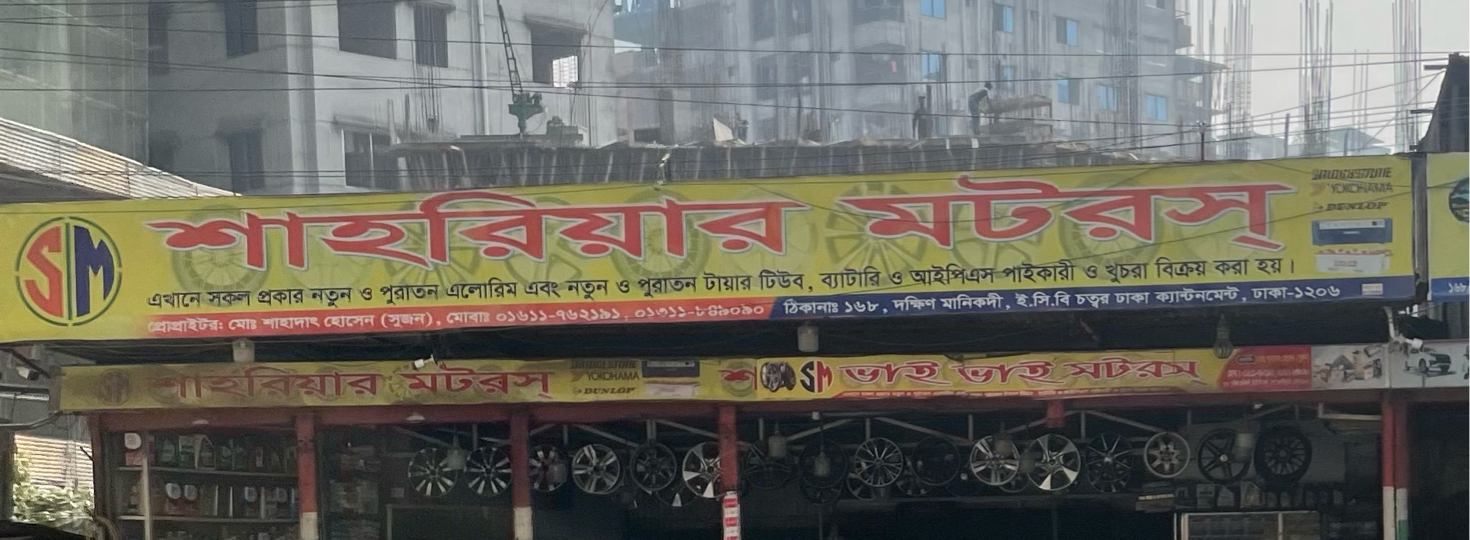 SM
শাহরিয়ার মটরস্
BRIDGESTONE
YOKOHAMA
DUNLOP
এখানে সকল প্রকার নতুন ও পুরাতন এলোরিম এবং নতুন ও পুরাতন টায়ার টিউব, ব্যাটারি ও আইপিএস পাইকারী ও খুচরা বিক্রয় করা হয়।
প্রোপ্রাইটর: মোঃ শাহাদাৎ হোসেন (সুজন), মোবাঃ ০১৬১১-৭৬২১৯১,
ঠিকানাঃ ১৬৮, দক্ষিণ মানিকদী, ই.সি.বি চত্বর ঢাকা ক্যান্টনমেন্ট, ঢাকা-১২০৬
১৬৮
শাহরিয়ার মটরস্
BRIDGESTONE
YOKOHAMA
DUNLOP
শ
SM ভাই ভাই মটরস্